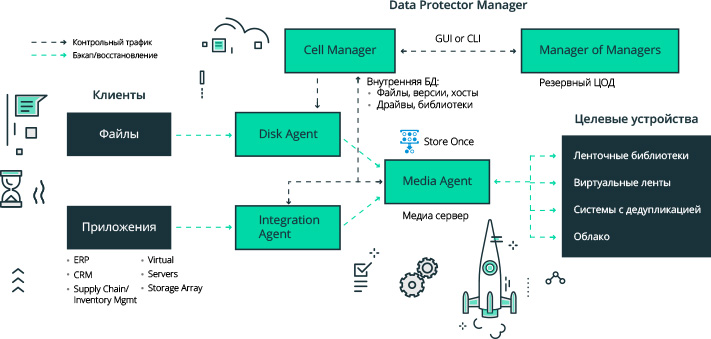 Data Protector Manager
Контрольный трафик
Бэкап/восстановление
Cell Manager
GUI or CLI
Manager of Managers
Резервный ЦОД
Внутренняя БД:
• Файлы, версии, хосты
• Драйвы, библиотеки
Клиенты
Файлы
Disk Agent
Store Once
Целевые устройства
Ленточные библиотеки
Виртуальные ленты
Системы с дедупликацией
Облако
Media Agent
Медиа сервер
Приложения
Integration
Agent
• ERP
• CRM
• Supply Chain/
Inventory Mgmt
• Virtual
• Servers
• Storage Array